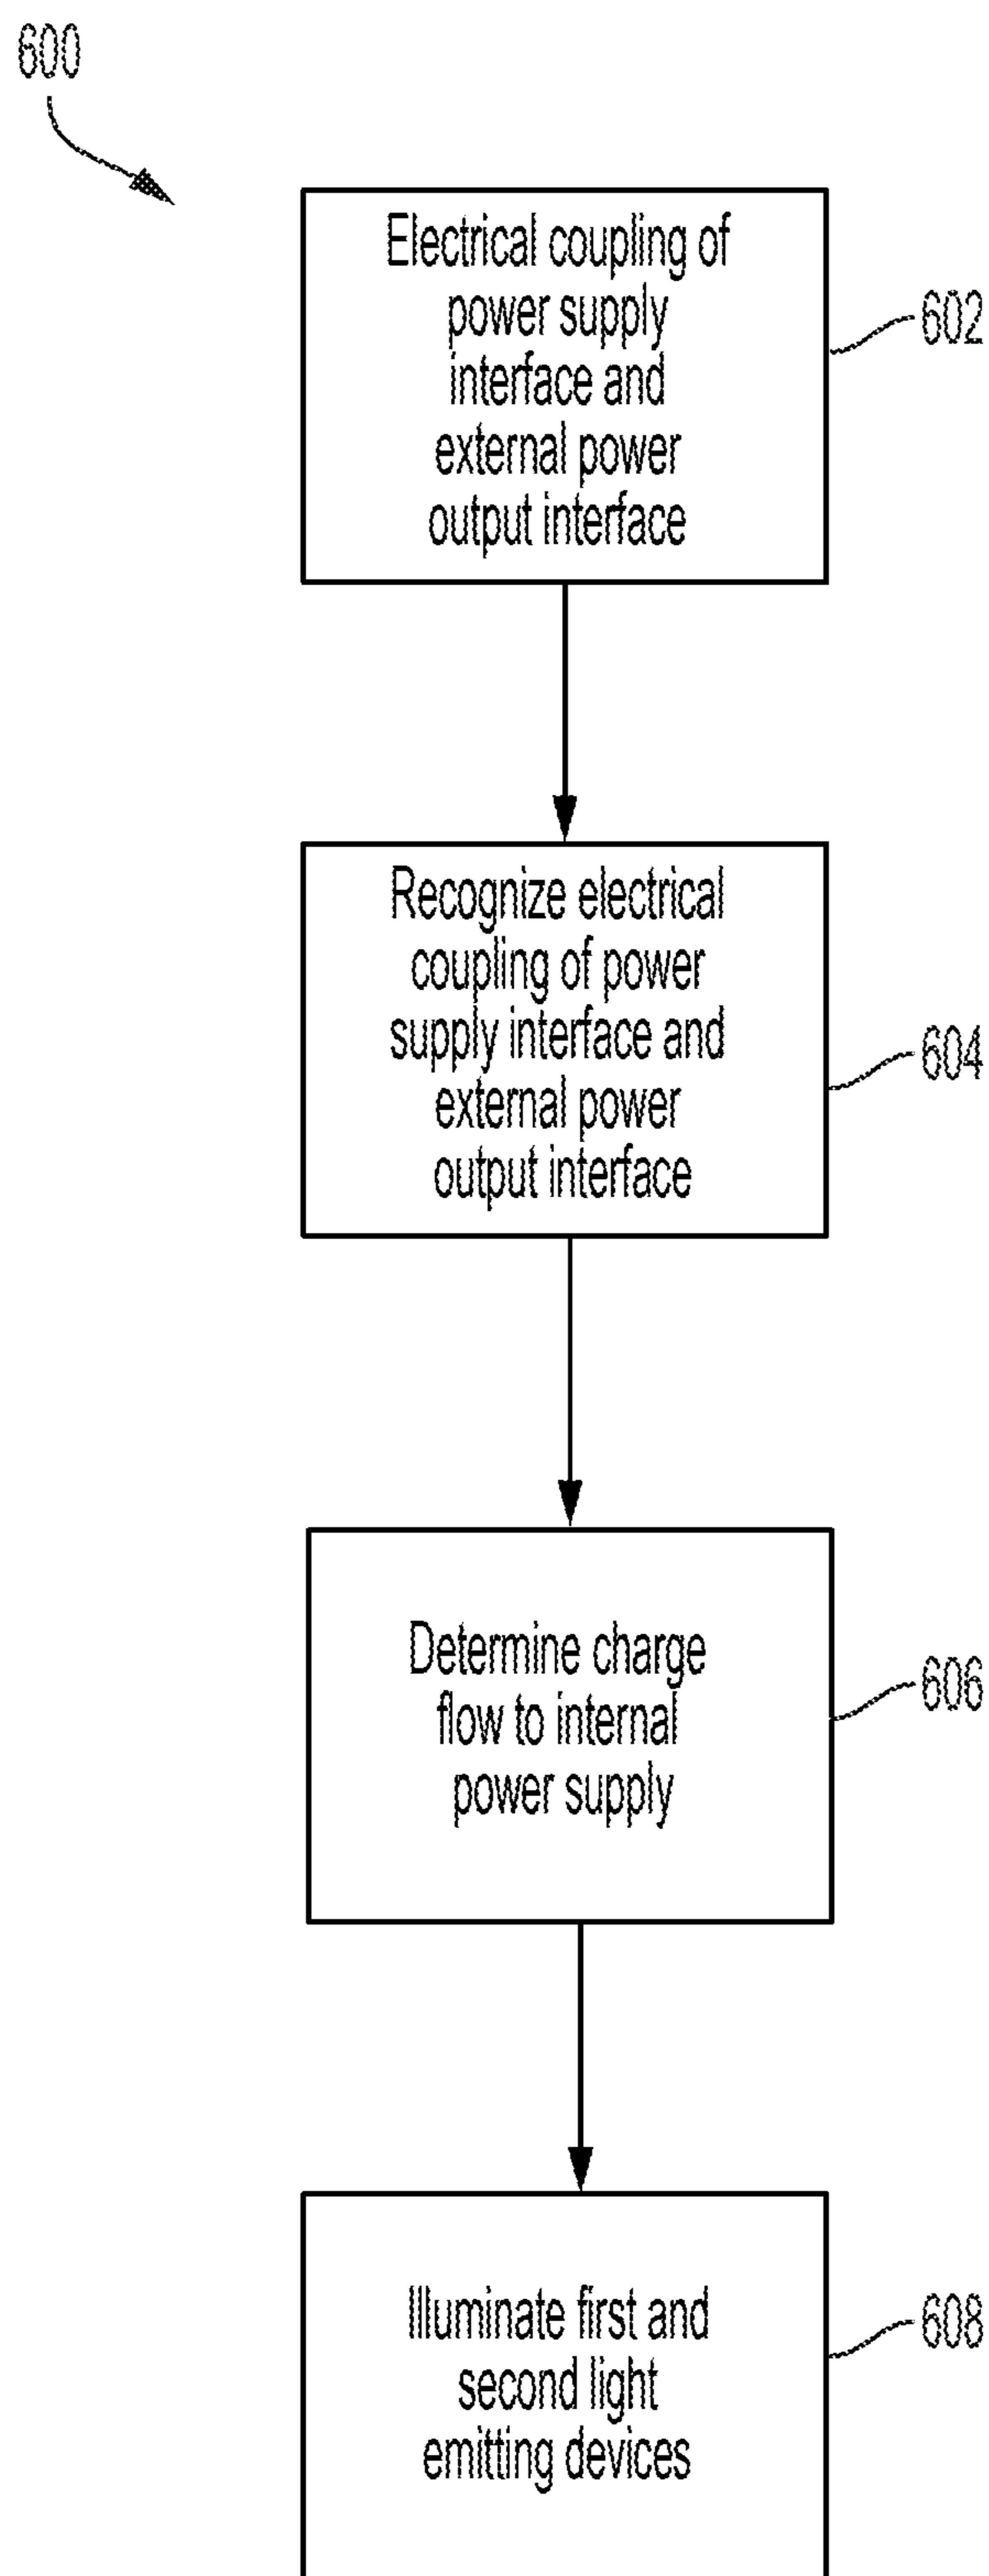 600
Electrical coupling of
power supply
interface and
external power
output interface
602
Recognize electrical
coupling of power
supply interface and
external power
output interface
604
Determine charge
flow to internal
power supply
606
Illuminate first and
second light
emitting devices
608